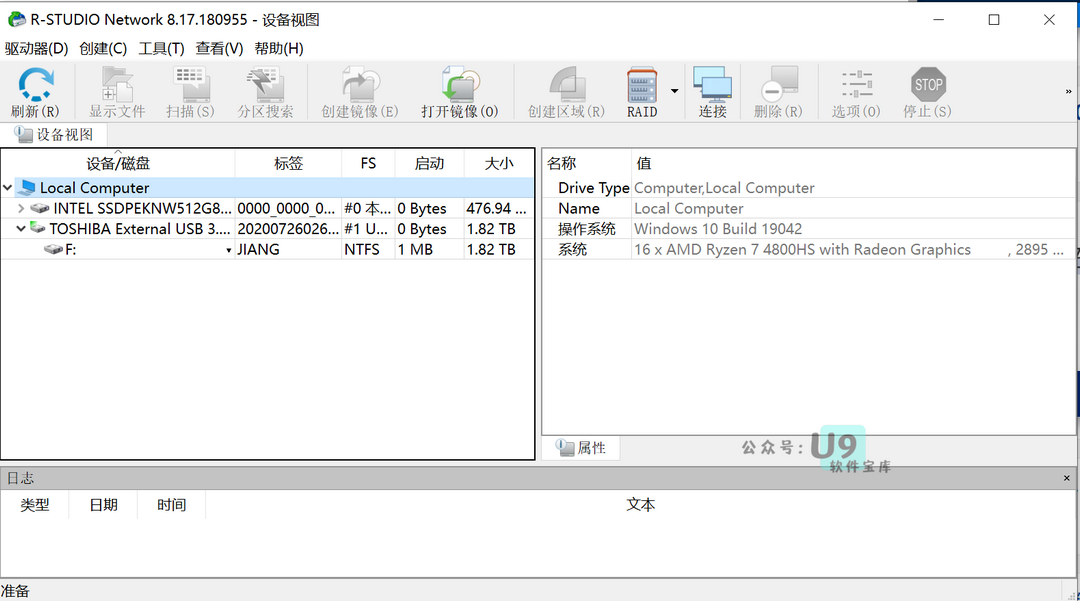 R-STUDIO Network 8.17.180955 - 设备视图
驱动器(D) 创建(C) 工具(T) 查看(V) 帮助(H)
刷新(R) 显示文件 扫描(S) 分区搜索 创建镜像(E) 打开镜像(O) 创建区域(R) RAID 连接 删除(R) 选项(O) STOP 停止(S) »
设备视图
设备/磁盘 标签 FS 启动 大小
Local Computer
INTEL SSDPEKNW512G8... 0000_0000_0... #0 本... 0 Bytes 476.94 ...
TOSHIBA External USB 3.... 20200726026... #1 U... 0 Bytes 1.82 TB
F: JIANG NTFS 1 MB 1.82 TB
名称 值
Drive Type Computer,Local Computer
Name Local Computer
操作系统 Windows 10 Build 19042
系统 16 x AMD Ryzen 7 4800HS with Radeon Graphics , 2895 ...
属性
公众号: U9
软件宝库
日志
类型 日期 时间 文本
准备